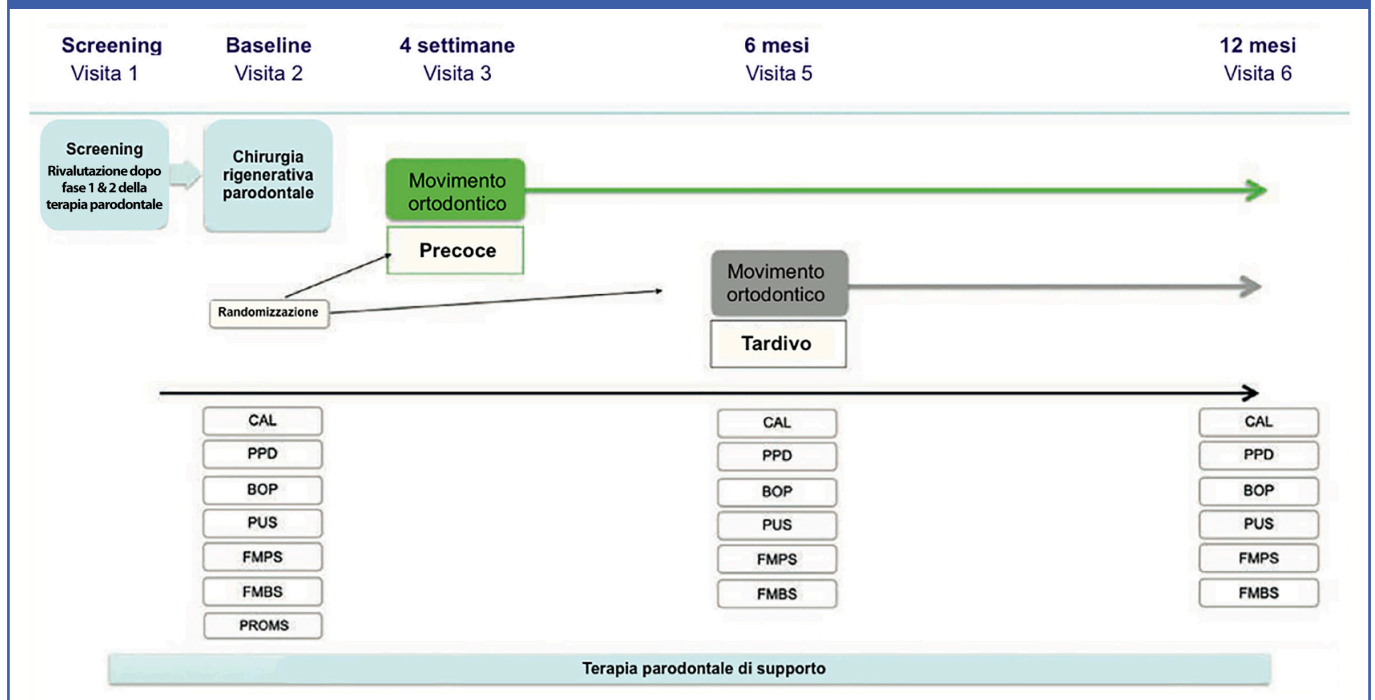 Screening
Visita 1
Baseline
Visita 2
4 settimane
Visita 3
6 mesi
Visita 5
12 mesi
Visita 6
Screening
Rivalutazione dopo
fase 1 & 2 della
terapia parodontale
Chirurgia
rigenerativa
parodontale
Movimento
ortodontico
Precoce
Movimento
ortodontico
Tardivo
Randomizzazione
CAL
PPD
BOP
PUS
FMPS
FMBS
PROMS
CAL
PPD
BOP
PUS
FMPS
FMBS
CAL
PPD
BOP
PUS
FMPS
FMBS
Terapia parodontale di supporto